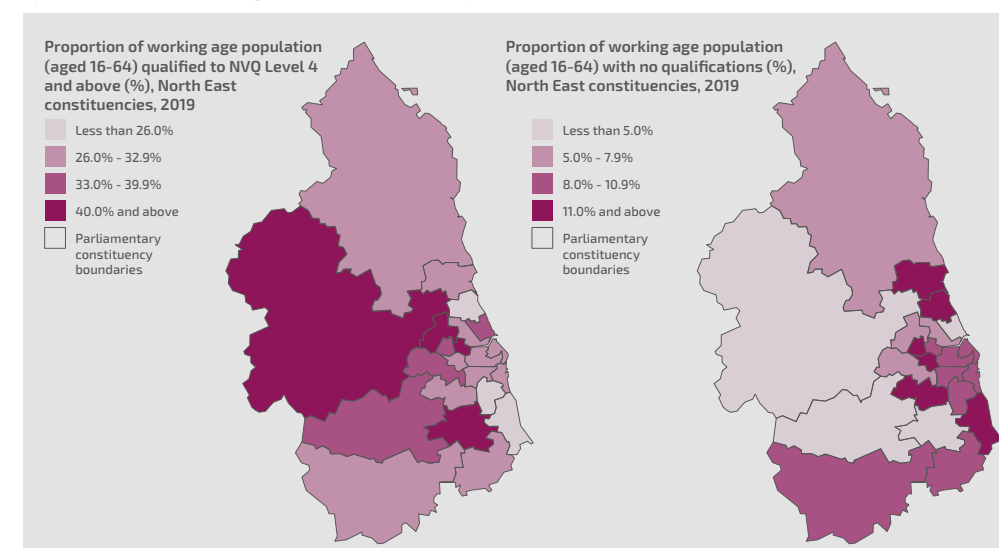 Proportion of working age population
(aged 16-64) qualified to NVQ Level 4
and above (%), North East
constituencies, 2019
Less than 26.0%
26.0% - 32.9%
33.0% - 39.9%
40.0% and above
Parliamentary
constituency
boundaries
Proportion of working age population
(aged 16-64) with no qualifications (%),
North East constituencies, 2019
Less than 5.0%
5.0% - 7.9%
8.0% - 10.9%
11.0% and above
Parliamentary
constituency
boundaries